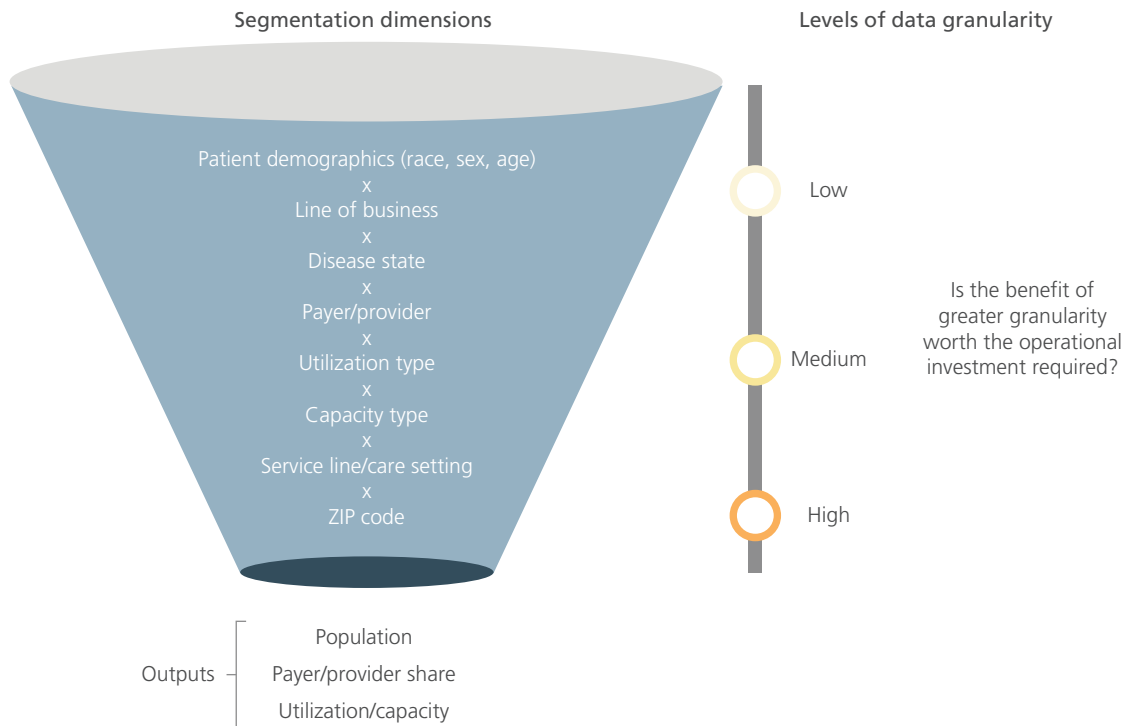 Segmentation dimensions
Levels of data granularity
Patient demographics (race, sex, age)
x
Line of business
x
Disease state
x
Payer/provider
x
Utilization type
x
Capacity type
x
Service line/care setting
x
ZIP code
Low
Medium
High
Is the benefit of
greater granularity
worth the operational
investment required?
Outputs
Population
Payer/provider share
Utilization/capacity